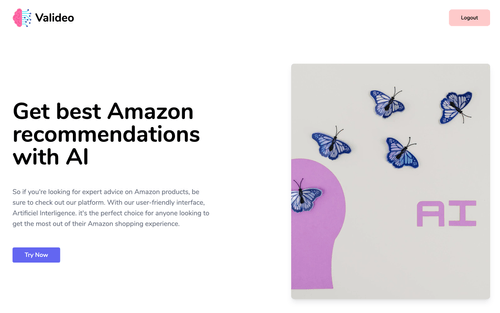 Valideo
Logout
Get best Amazon
recommendations
with AI
So if you're looking for expert advice on Amazon products, be
sure to check out our platform. With our user-friendly interface,
Artificiel Interligence. it's the perfect choice for anyone looking to
get the most out of their Amazon shopping experience.
Try Now
AI